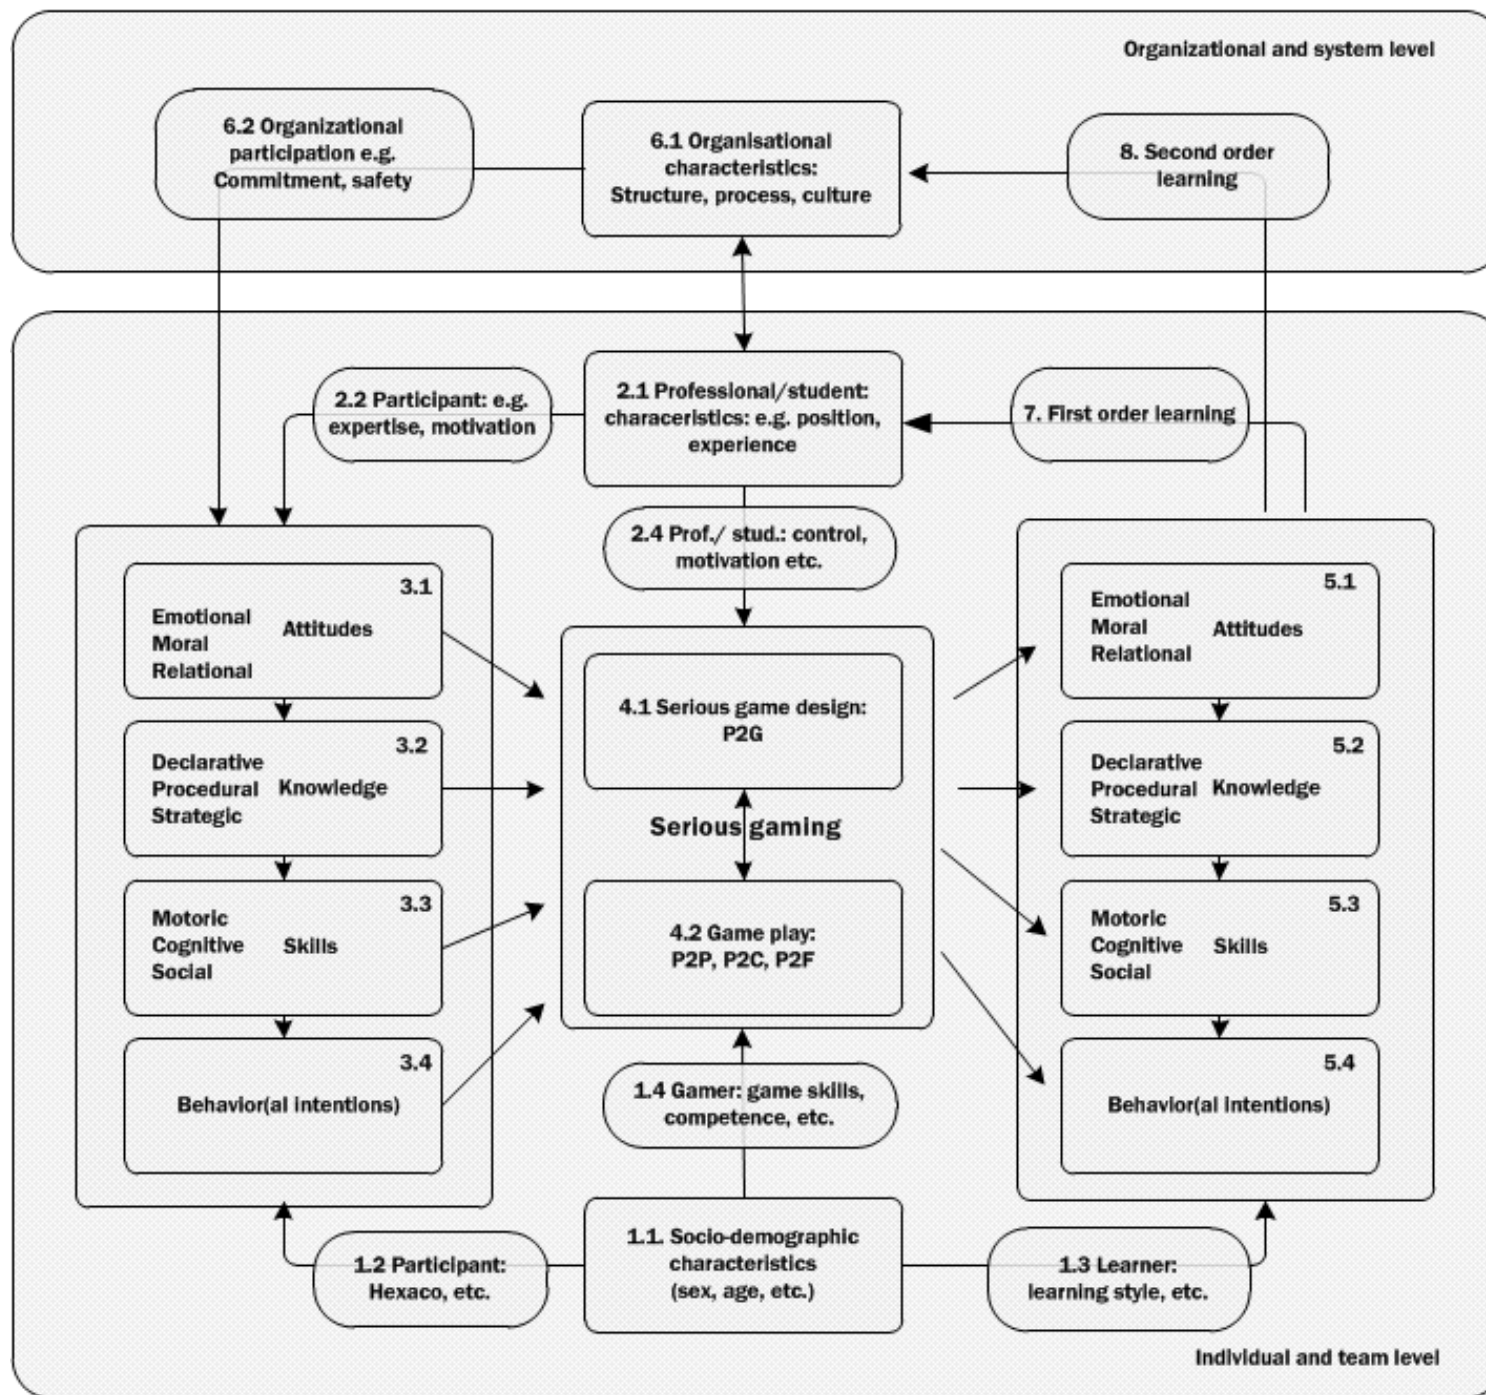 Organizational and system level
6.2 Organizational
participation e.g.
Commitment, safety
6.1 Organisational
characteristics:
Structure, process, culture
8. Second order
learning
2.2 Participant: e.g.
expertise, motivation
2.1 Professional/student:
characeristics: e.g. position,
experience
7. First order learning
2.4 Prof./ stud.: control,
motivation etc.
3.1
Emotional
Moral
Relational
Attitudes
3.2
Declarative
Procedural
Strategic
Knowledge
3.3
Motoric
Cognitive
Social
Skills
3.4
Behavior(al intentions)
4.1 Serious game design:
P2G
Serious gaming
4.2 Game play:
P2P, P2C, P2F
5.1
Emotional
Moral
Relational
Attitudes
5.2
Declarative
Procedural
Strategic
Knowledge
5.3
Motoric
Cognitive
Social
Skills
5.4
Behavior(al intentions)
1.4 Gamer: game skills,
competence, etc.
1.2 Participant:
Hexaco, etc.
1.1. Socio-demographic
characteristics
(sex, age, etc.)
1.3 Learner:
learning style, etc.
Individual and team level